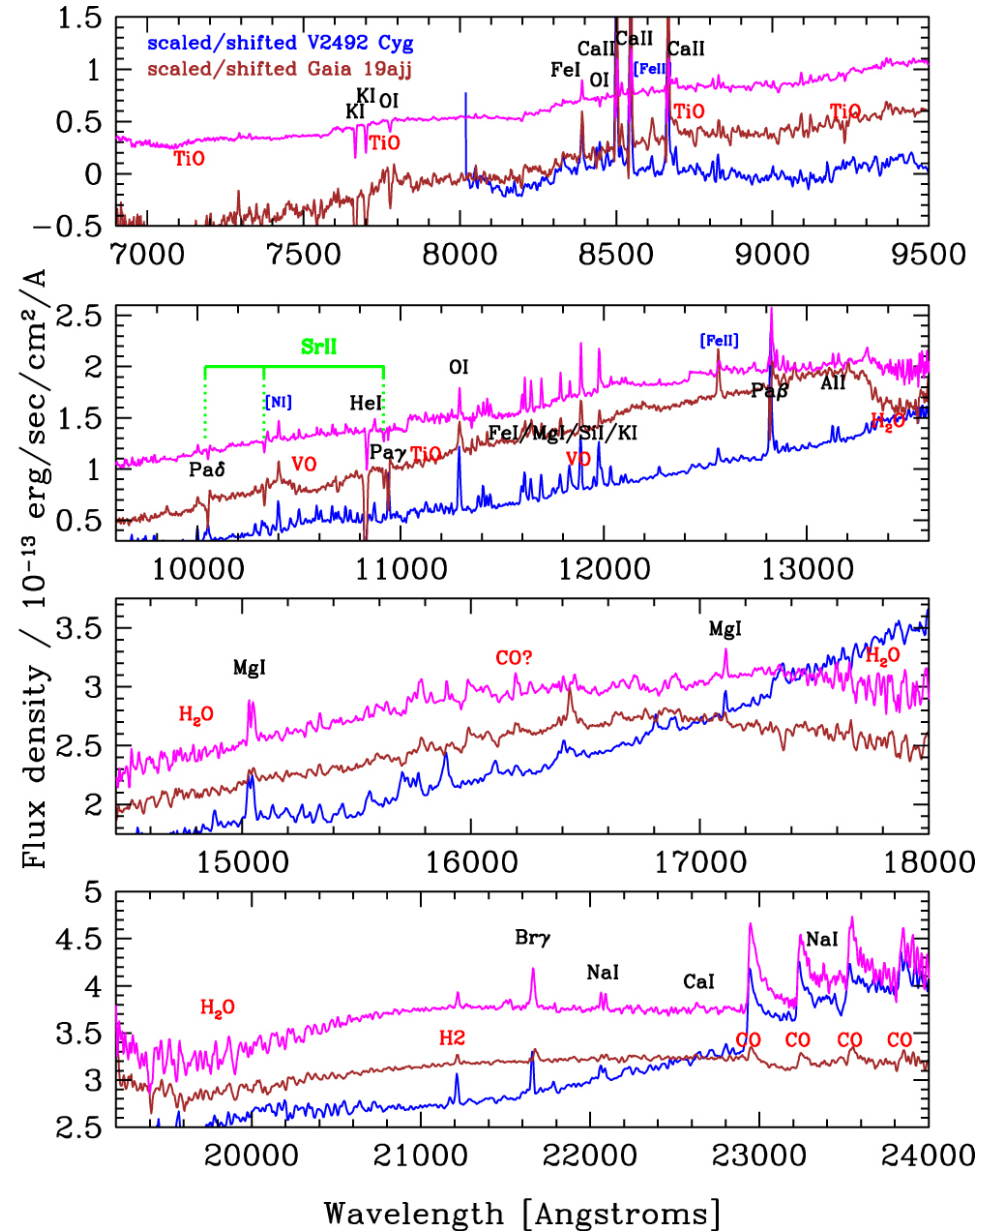 Flux density / 10⁻¹³ erg/sec/cm²/A
1.5
1
0.5
0
−0.5
scaled/shifted V2492 Cyg
scaled/shifted Gaia 19ajj
TiO
KI
KI
OI
TiO
FeI
OI
CaII
CaII
[FeII
CaII
TiO
TiO
7000 7500 8000 8500 9000 9500
2.5
2
1.5
1
0.5
SrII
[NI]
Paδ
VO
HeI
Paγ
TiO
OI
FeI/MgI/SiI/KI
VO
[FeII]
Paβ
AlI
H₂O
10000 11000 12000 13000
3.5
3
2.5
2
H₂O
MgI
CO?
MgI
H₂O
15000 16000 17000 18000
5
4.5
4
3.5
3
2.5
H₂O
H2
Brγ
NaI
CaI
NaI
CO CO CO CO
20000 21000 22000 23000 24000
Wavelength [Angstroms]